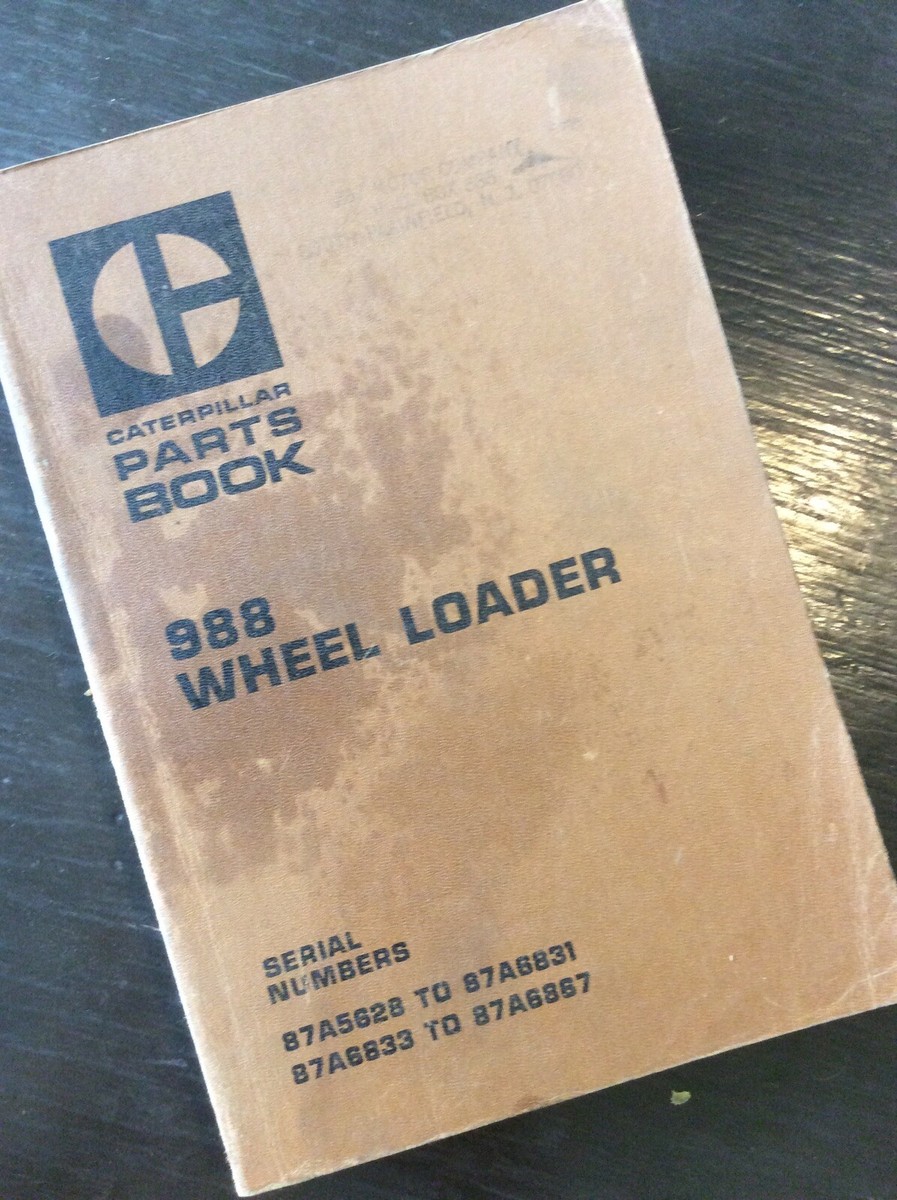 CATERPILLAR
PARTS
BOOK
988
WHEEL LOADER
SERIAL
NUMBERS
87A5628 TO 87A6831
87A6833 TO 87A6867